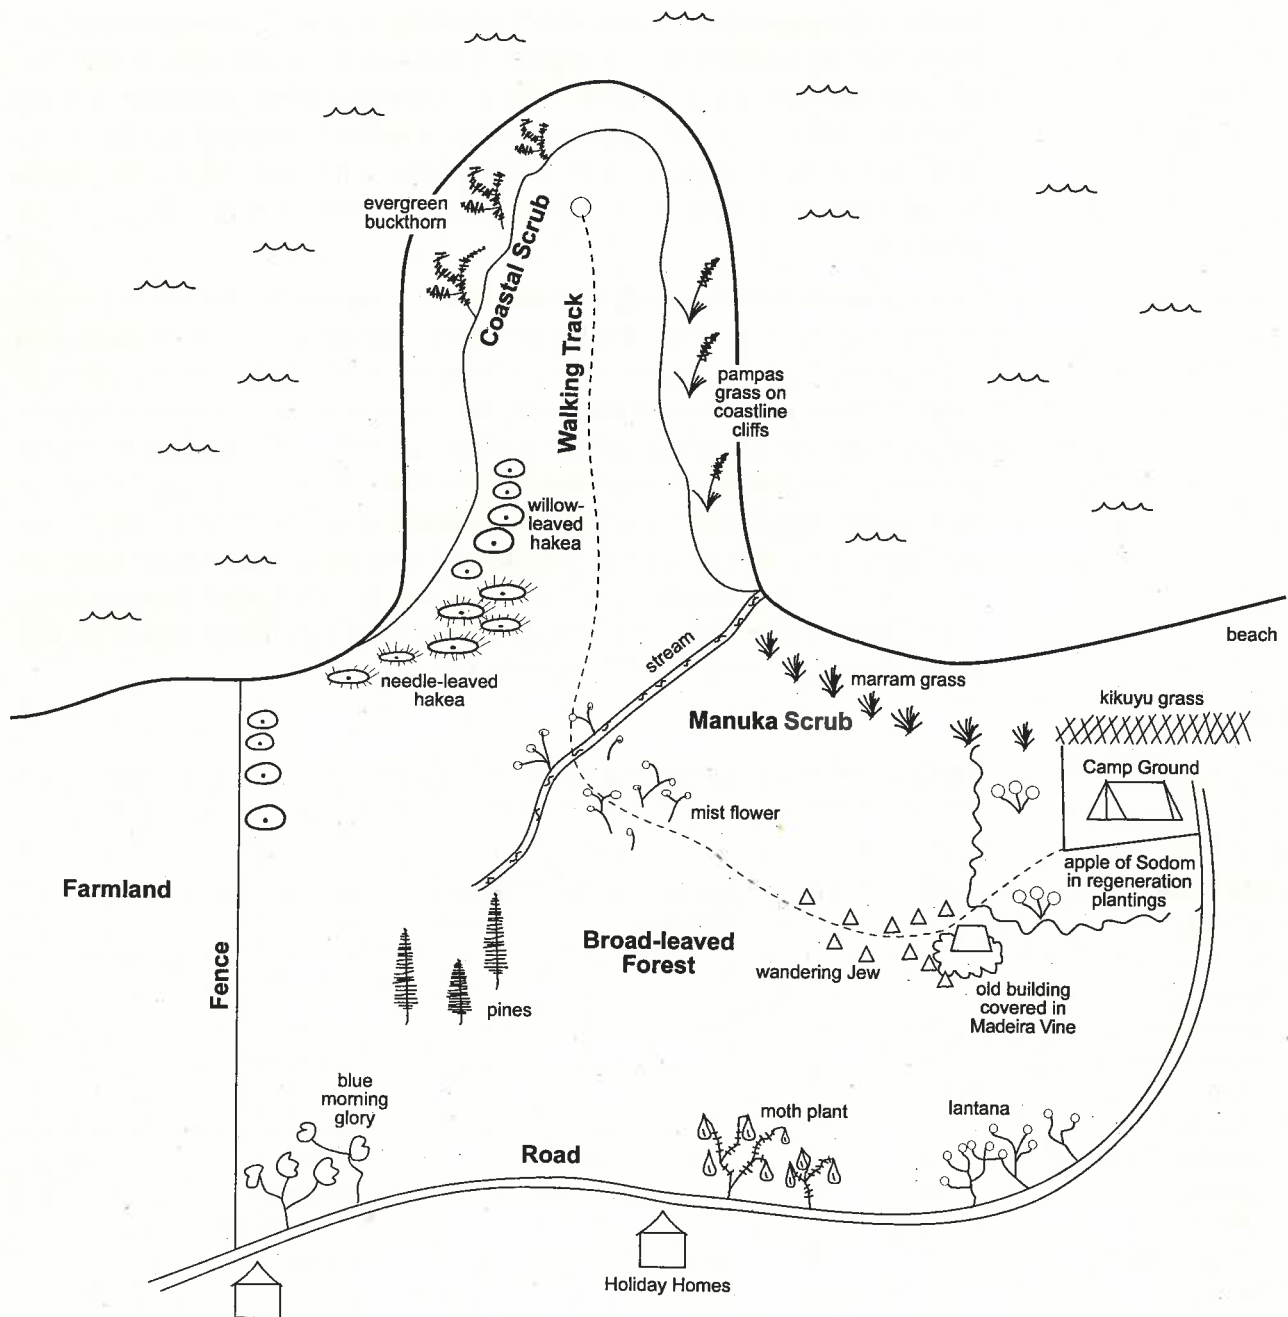 evergreen
buckthorn
Coastal Scrub
Walking Track
pampas
grass on
coastline
cliffs
willow-
leaved
hakea
needle-leaved
hakea
stream
beach
marram grass
kikuyu grass
Manuka Scrub
Camp Ground
mist flower
apple of Sodom
in regeneration
plantings
Farmland
Fence
Broad-leaved
Forest
wandering Jew
old building
covered in
Madeira Vine
pines
blue
morning
glory
moth plant
lantana
Road
Holiday Homes